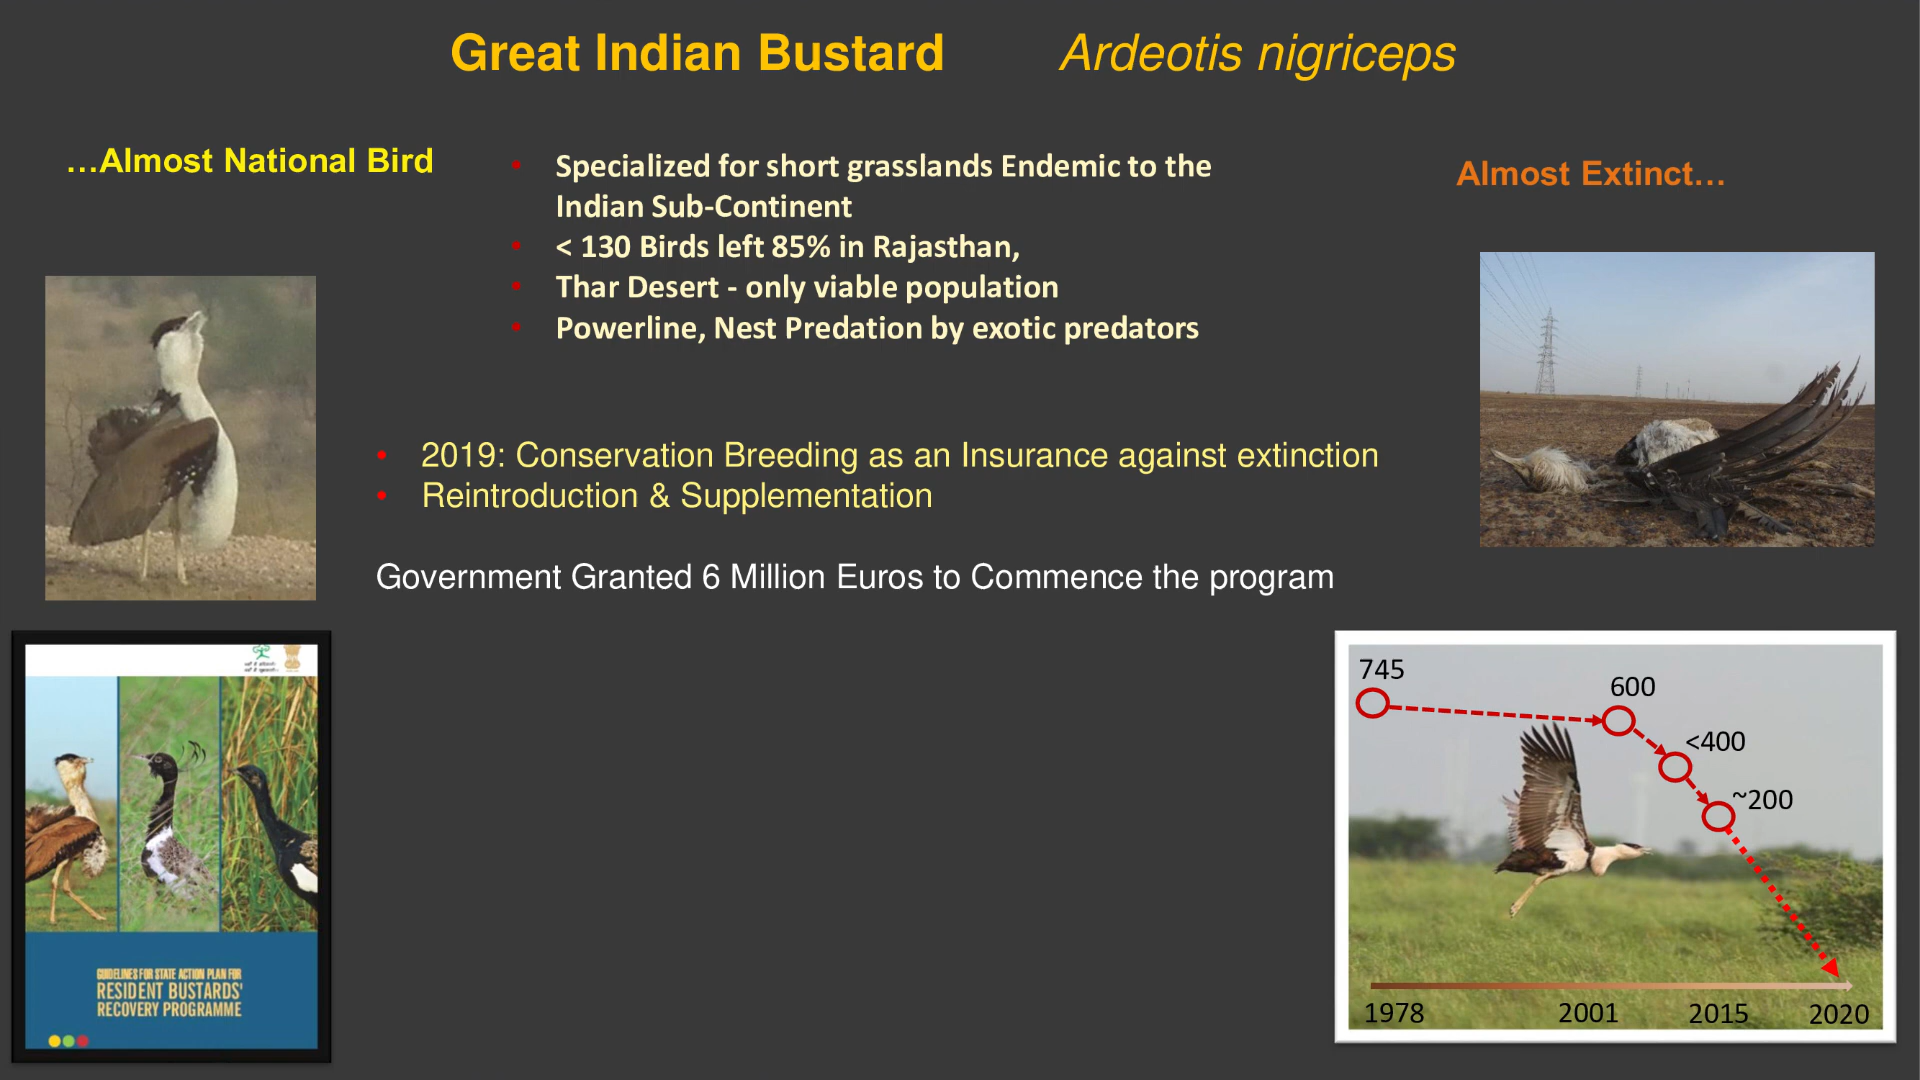 Great Indian Bustard Ardeotis nigriceps
…Almost National Bird
• Specialized for short grasslands Endemic to the
Indian Sub-Continent
• < 130 Birds left 85% in Rajasthan,
• Thar Desert - only viable population
• Powerline, Nest Predation by exotic predators
Almost Extinct…
• 2019: Conservation Breeding as an Insurance against extinction
• Reintroduction & Supplementation
Government Granted 6 Million Euros to Commence the program
GUIDELINES FOR STATE ACTION PLAN FOR
RESIDENT BUSTARDS'
RECOVERY PROGRAMME
745
600
<400
~200
1978 2001 2015 2020